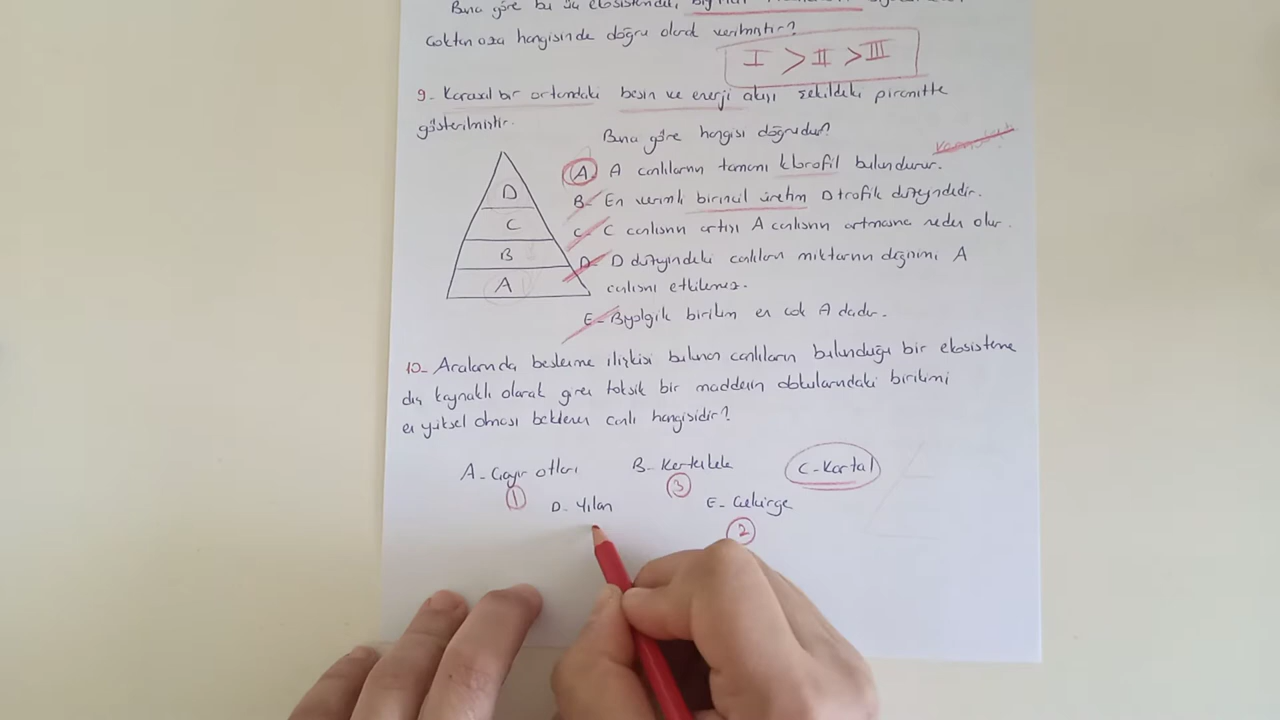 Buna göre bu su ekosistemdeki
çoktan aza hangisinde doğru olarak verilmiştir?
I > II > III
9- Karasal bir ortamdaki besin ve enerji akışı şekildeki piramitte
gösterilmiştir.
Buna göre hangisi doğrudur?
A A canlılarının tamamı klorofil bulundurur.
B- En verimli birincil üretim D trofik düzeyindedir.
C- C canlısının artışı A canlısının artmasına neden olur.
D- D düzeyindeki canlıların miktarının değişimi A
canlısını etkilemez.
E- Biyolojik birikim en çok A dadır.
D
C
B
A
10- Aralarında beslenme ilişkisi bulunan canlıların bulunduğu bir ekosisteme
dış kaynaklı olarak giren toksik bir maddenin dokularındaki birikimi
en yüksel olması beklenen canlı hangisidir?
A- Çayır otları B- Kertenkele C- Kartal
1 3
D- Yılan E- Çekirge
2